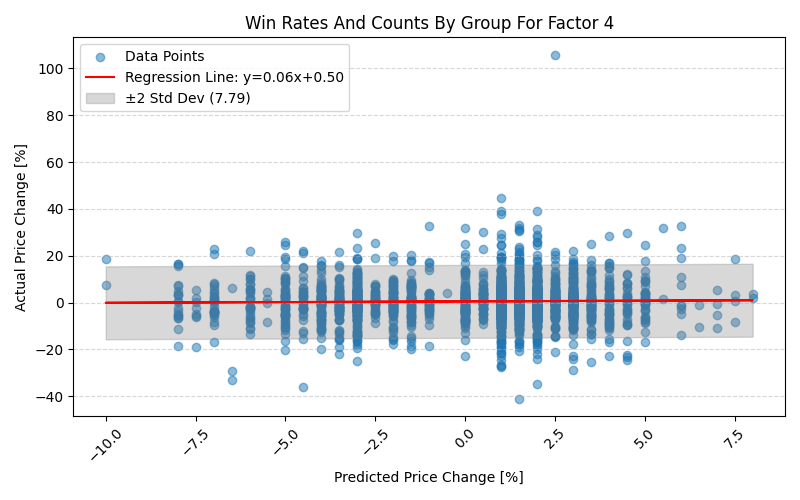 Win Rates And Counts By Group For Factor 4
Data Points
Regression Line: y=0.06x+0.50
±2 Std Dev (7.79)
Actual Price Change [%]
100
80
60
40
20
0
−20
−40
−10.0
−7.5
−5.0
−2.5
0.0
2.5
5.0
7.5
Predicted Price Change [%]